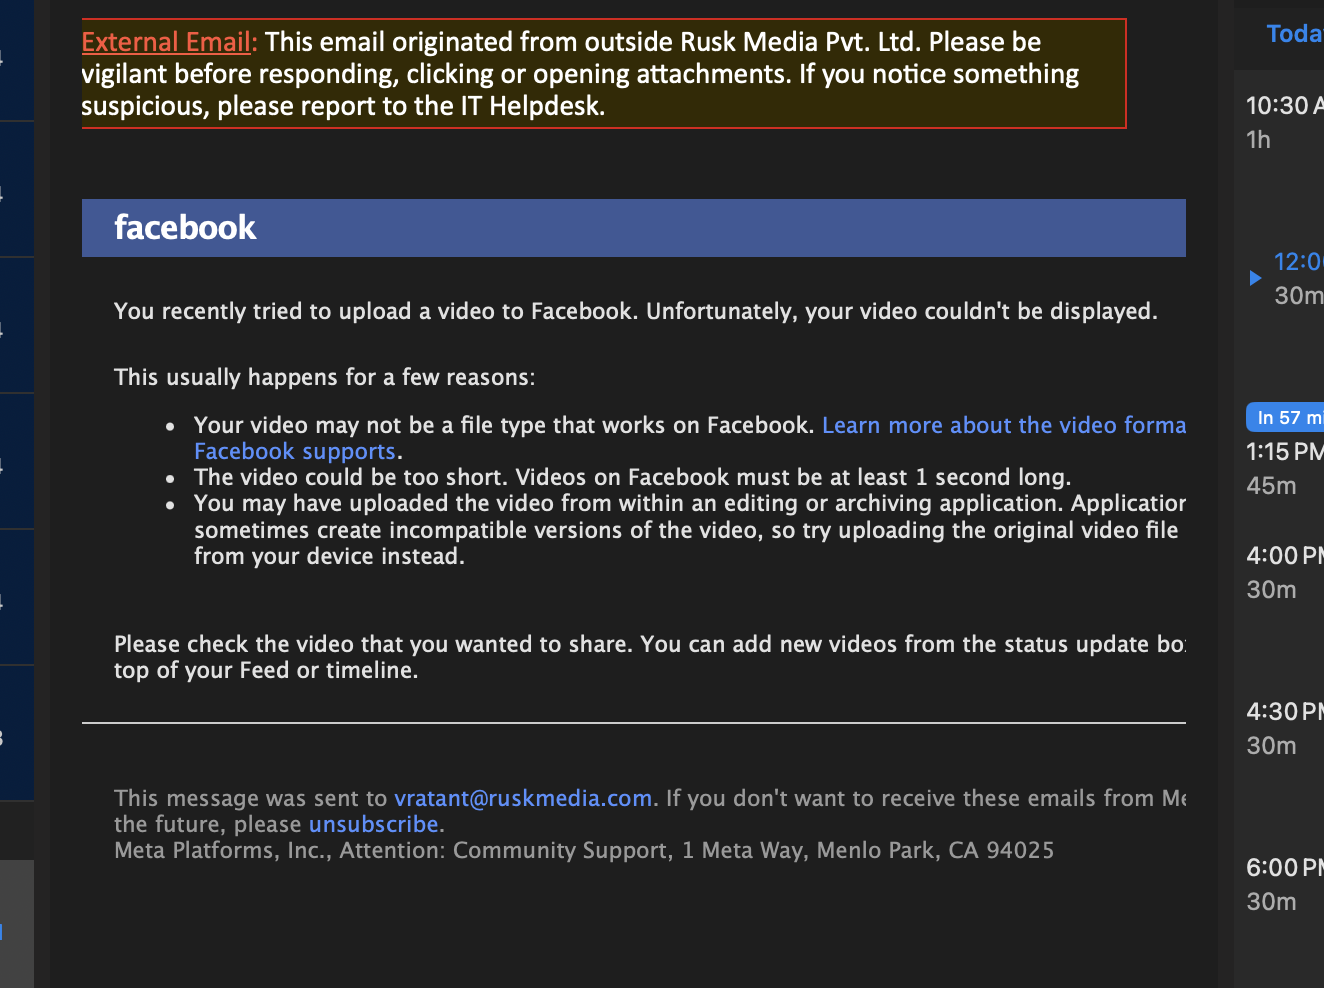 External Email: This email originated from outside Rusk Media Pvt. Ltd. Please be
vigilant before responding, clicking or opening attachments. If you notice something
suspicious, please report to the IT Helpdesk.
facebook
You recently tried to upload a video to Facebook. Unfortunately, your video couldn't be displayed.
This usually happens for a few reasons:
• Your video may not be a file type that works on Facebook. Learn more about the video forma
Facebook supports.
• The video could be too short. Videos on Facebook must be at least 1 second long.
• You may have uploaded the video from within an editing or archiving application. Application
sometimes create incompatible versions of the video, so try uploading the original video file
from your device instead.
Please check the video that you wanted to share. You can add new videos from the status update bo
top of your Feed or timeline.
This message was sent to vratant@ruskmedia.com. If you don't want to receive these emails from Me
the future, please unsubscribe.
Meta Platforms, Inc., Attention: Community Support, 1 Meta Way, Menlo Park, CA 94025
Toda
10:30 A
1h
12:0
30m
In 57 mi
1:15 PM
45m
4:00 PM
30m
4:30 PM
30m
6:00 PM
30m